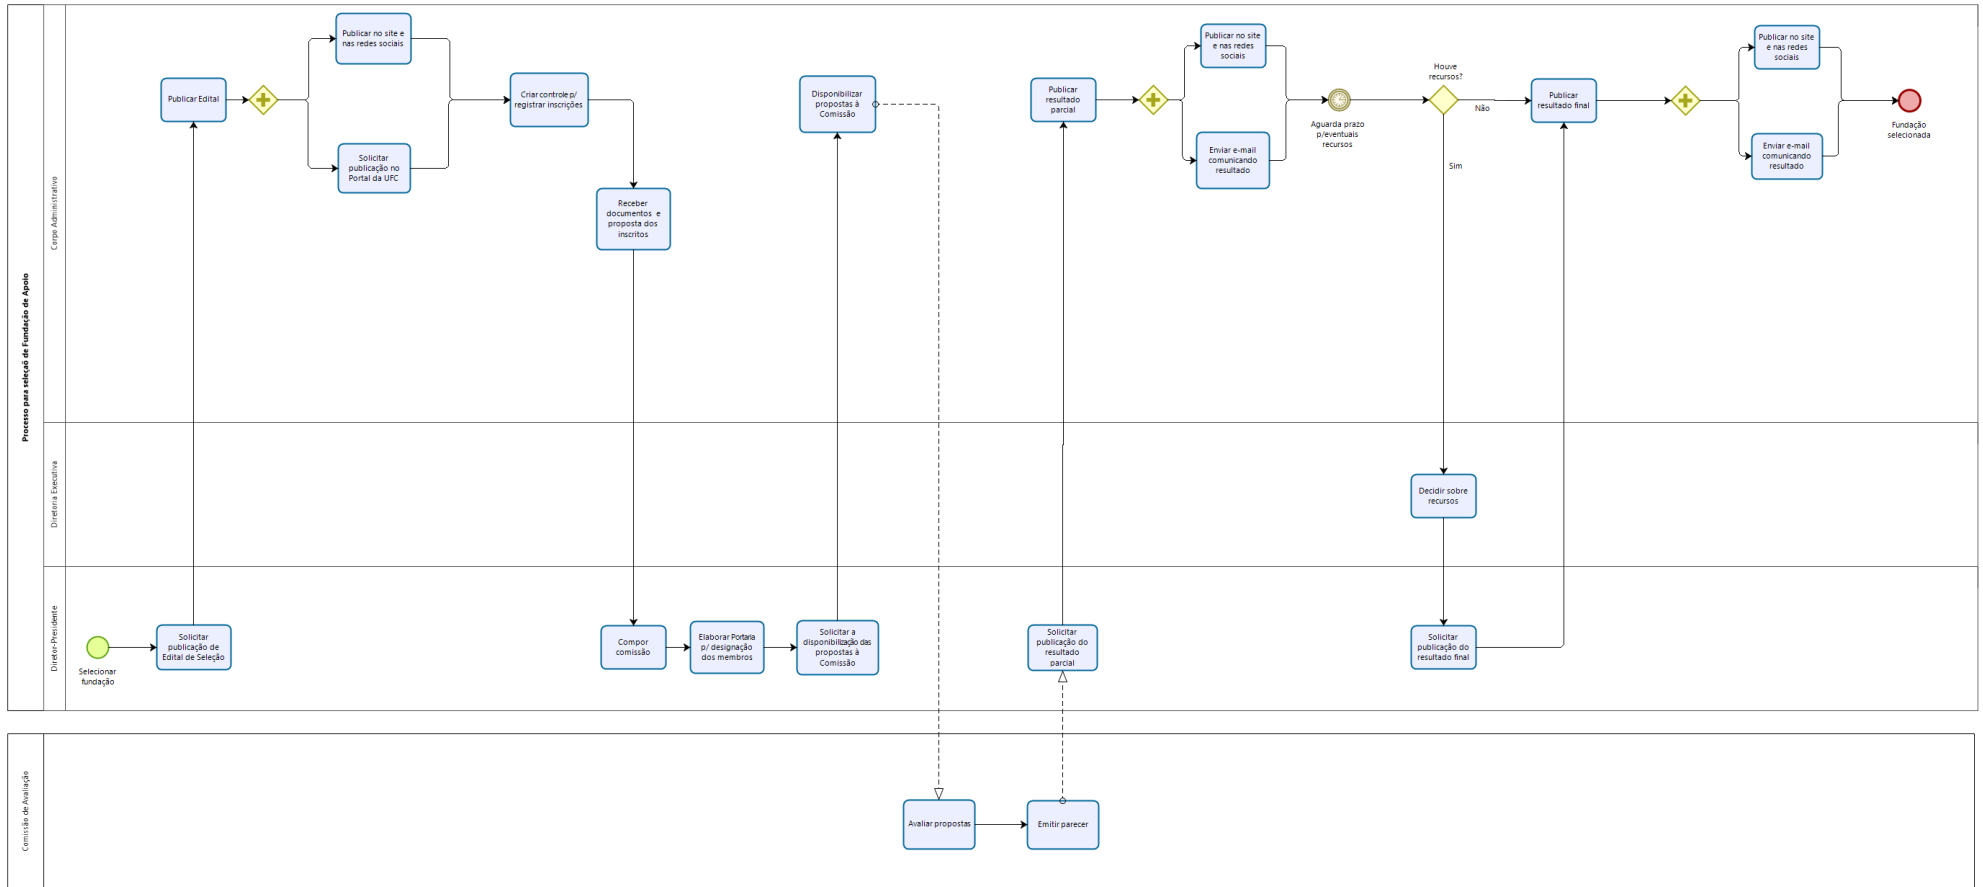 Processo para seleçaõ de Fundação de Apoio
Corpo Administrativo
Publicar Edital
Publicar no site e
nas redes sociais
Solicitar
publicação no
Portal da UFC
Criar controle p/
registrar inscrições
Receber
documentos e
proposta dos
inscritos
Disponibilizar
propostas à
Comissão
Publicar
resultado
parcial
Publicar no site
e nas redes
sociais
Enviar e-mail
comunicando
resultado
Aguarda prazo
p/eventuais
recursos
Houve
recursos?
Não
Sim
Publicar
resultado final
Publicar no site
e nas redes
sociais
Enviar e-mail
comunicando
resultado
Fundação
selecionada
Diretoria Executiva
Decidir sobre
recursos
Diretor-Presidente
Selecionar
fundação
Solicitar
publicação de
Edital de Seleção
Compor
comissão
Elaborar Portaria
p/ designação
dos membros
Solicitar a
disponibilização das
propostas à
Comissão
Solicitar
publicação do
resultado
parcial
Solicitar
publicação do
resultado final
Comissão de Avaliação
Avaliar propostas
Emitir parecer